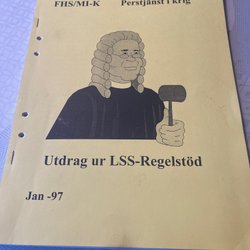 FHS/MI-K Perstjänst i krig
Utdrag ur LSS-Regelstöd
Jan -97